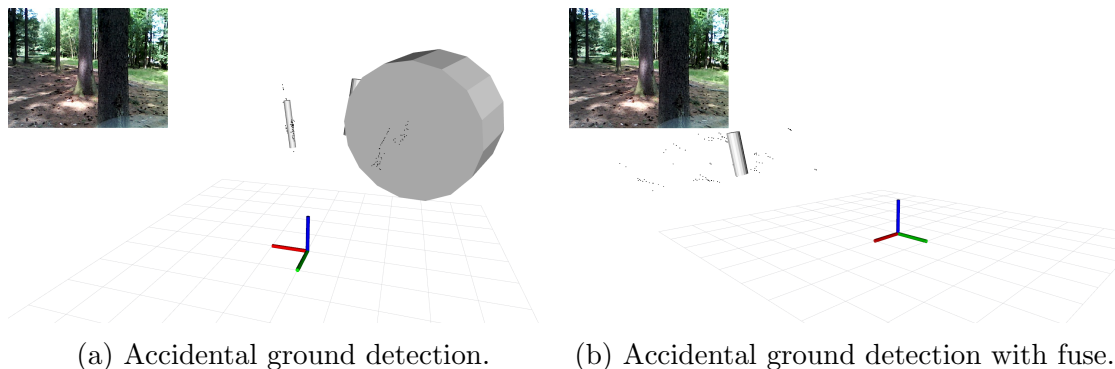 (a) Accidental ground detection.
(b) Accidental ground detection with fuse.